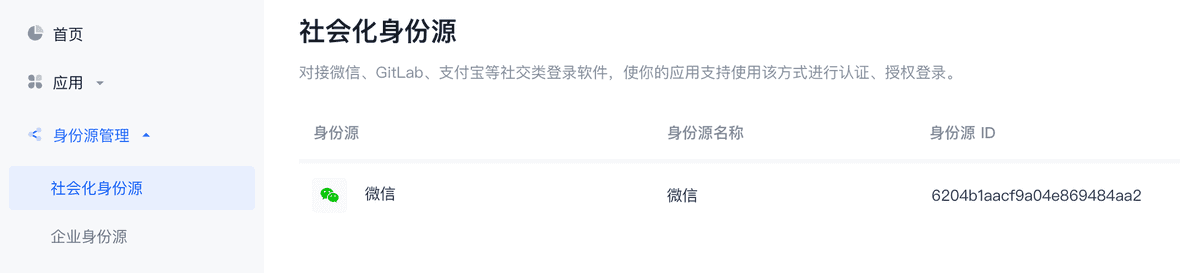 首页
应用
身份源管理
社会化身份源
企业身份源
社会化身份源
对接微信、GitLab、支付宝等社交类登录软件，使你的应用支持使用该方式进行认证、授权登录。
身份源 身份源名称 身份源 ID
微信 微信 6204b1aacf9a04e869484aa2